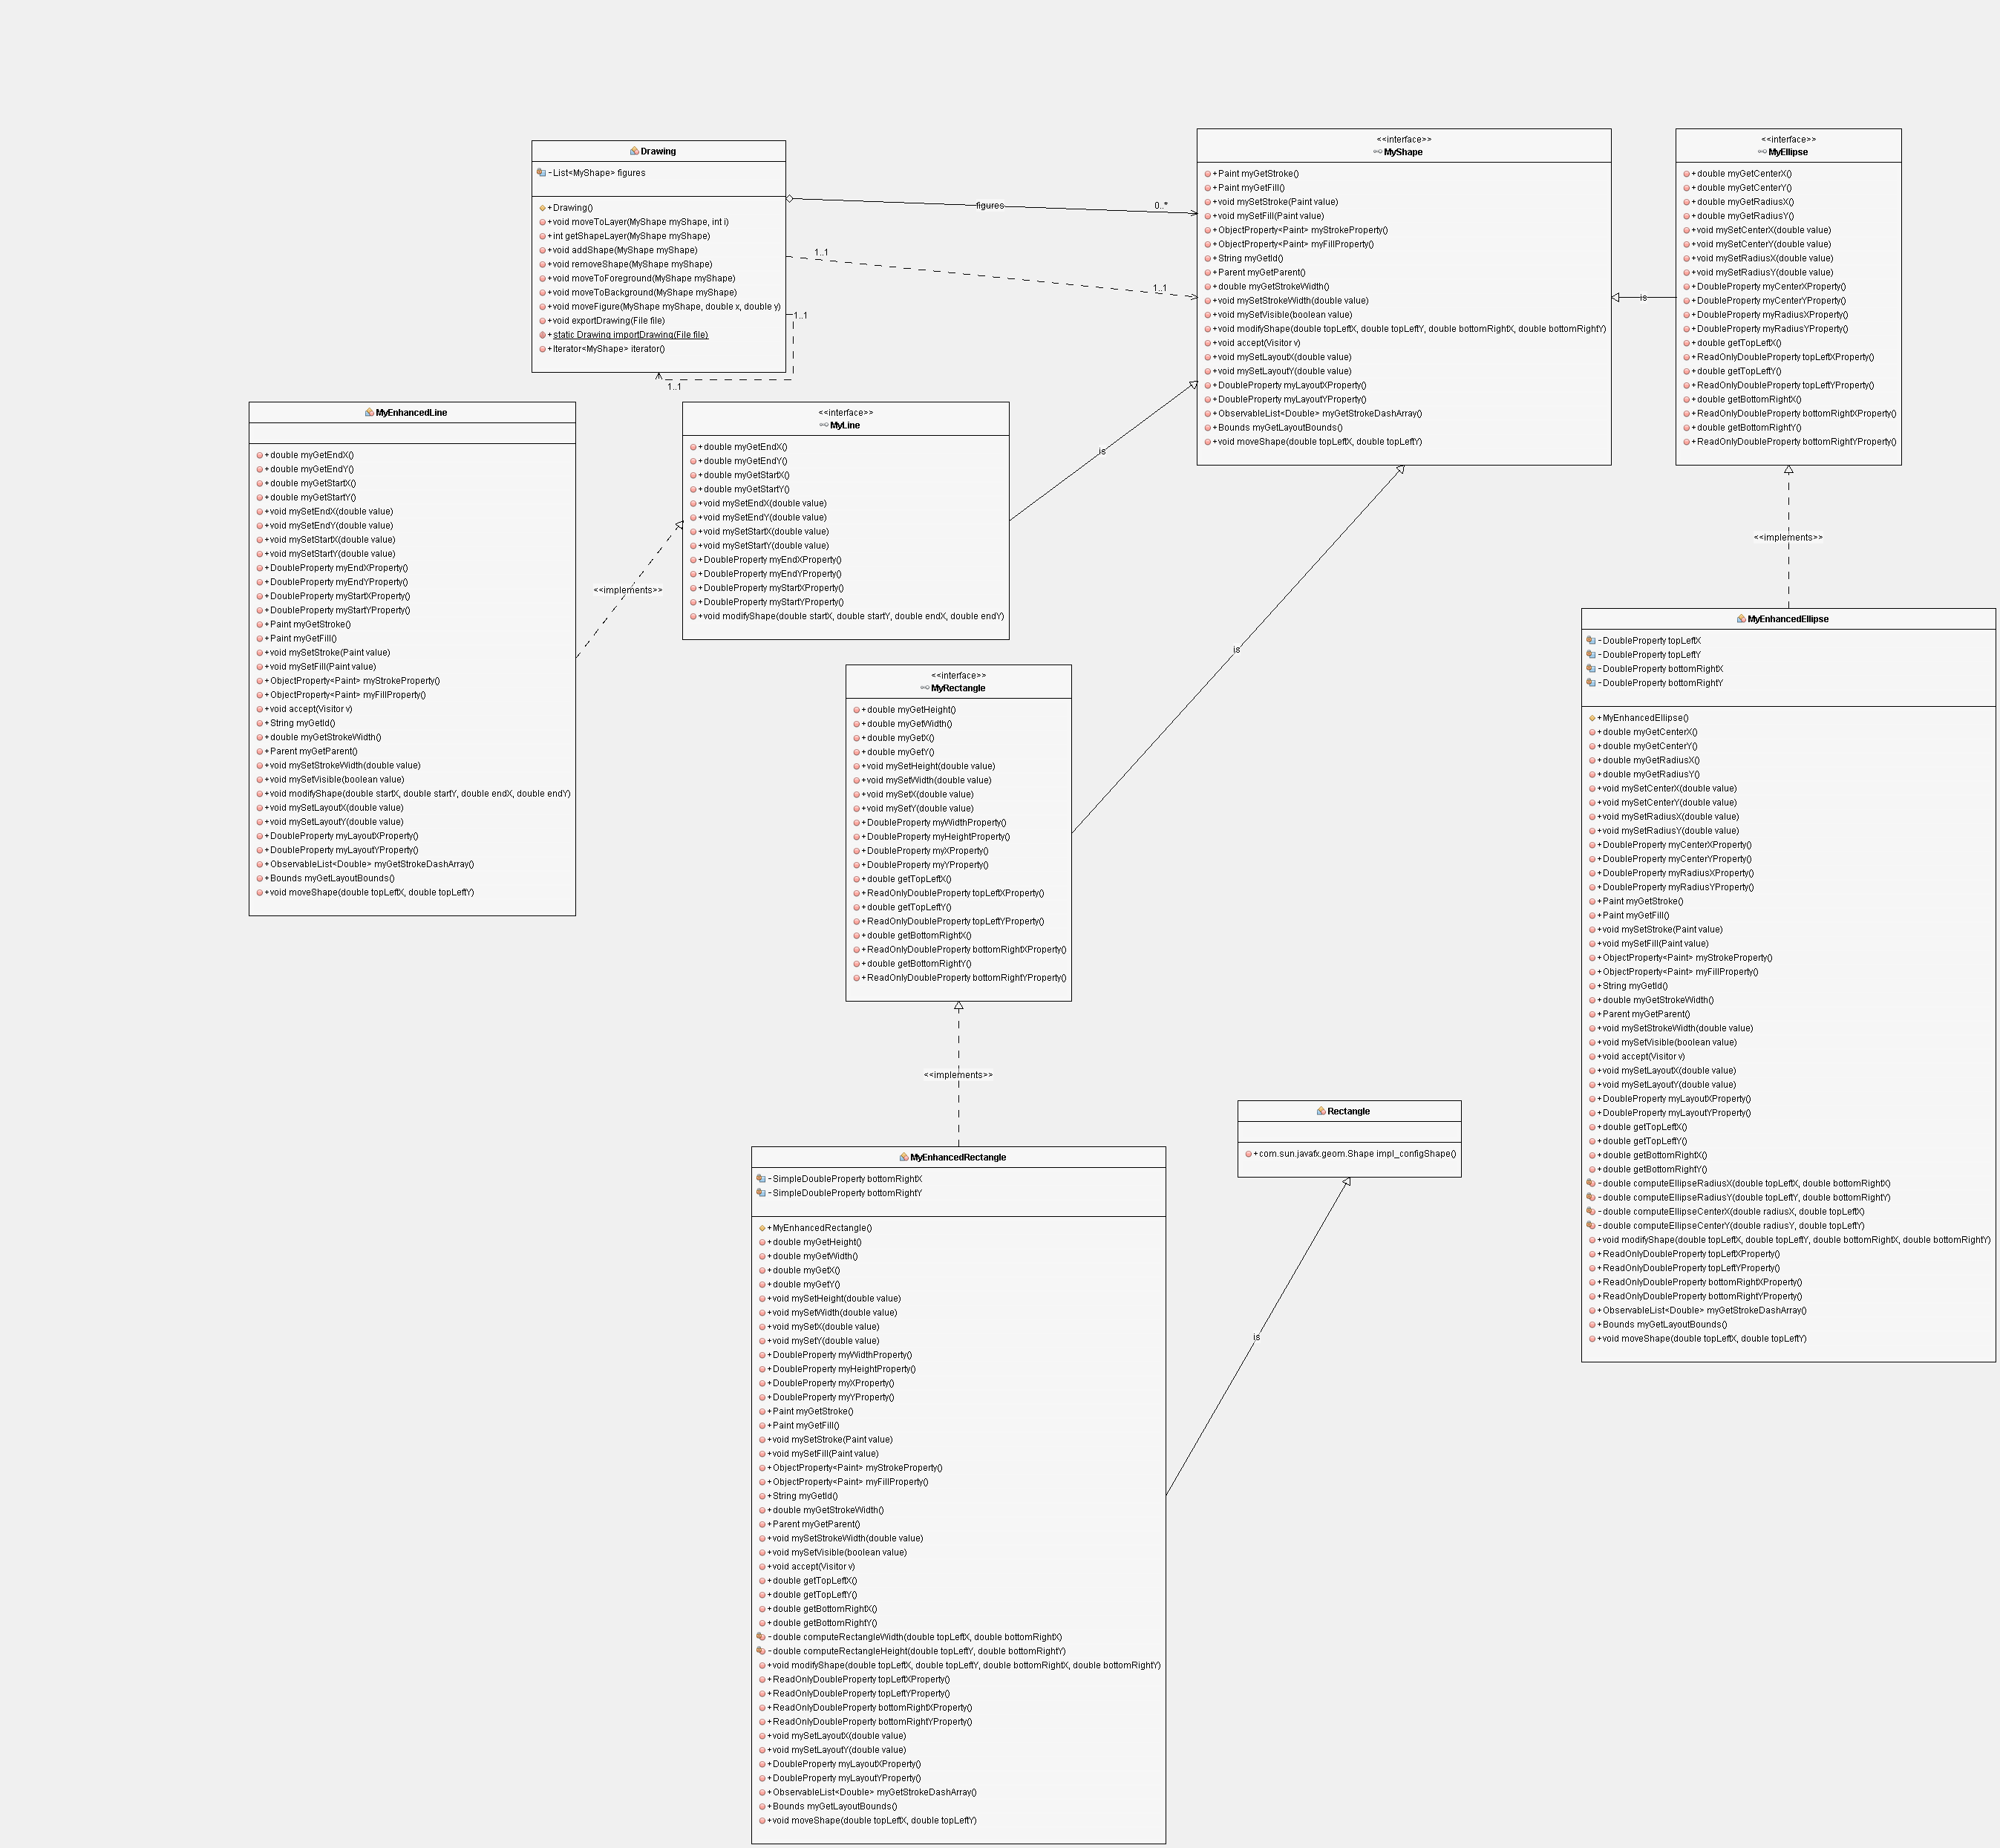 Drawing
-List<MyShape> figures
+Drawing()
+void moveToLayer(MyShape myShape, int i)
+int getShapeLayer(MyShape myShape)
+void addShape(MyShape myShape)
+void removeShape(MyShape myShape)
+void moveToForeground(MyShape myShape)
+void moveToBackground(MyShape myShape)
+void moveFigure(MyShape myShape, double x, double y)
+void exportDrawing(File file)
+static Drawing importDrawing(File file)
+Iterator<MyShape> iterator()
figures
0..*
1..1
1..1
1..1
1..1
<<interface>>
MyShape
+Paint myGetStroke()
+Paint myGetFill()
+void mySetStroke(Paint value)
+void mySetFill(Paint value)
+ObjectProperty<Paint> myStrokeProperty()
+ObjectProperty<Paint> myFillProperty()
+String myGetId()
+Parent myGetParent()
+double myGetStrokeWidth()
+void mySetStrokeWidth(double value)
+void mySetVisible(boolean value)
+void modifyShape(double topLeftX, double topLeftY, double bottomRightX, double bottomRightY)
+void accept(Visitor v)
+void mySetLayoutX(double value)
+void mySetLayoutY(double value)
+DoubleProperty myLayoutXProperty()
+DoubleProperty myLayoutYProperty()
+ObservableList<Double> myGetStrokeDashArray()
+Bounds myGetLayoutBounds()
+void moveShape(double topLeftX, double topLeftY)
is
<<interface>>
MyEllipse
+double myGetCenterX()
+double myGetCenterY()
+double myGetRadiusX()
+double myGetRadiusY()
+void mySetCenterX(double value)
+void mySetCenterY(double value)
+void mySetRadiusX(double value)
+void mySetRadiusY(double value)
+DoubleProperty myCenterXProperty()
+DoubleProperty myCenterYProperty()
+DoubleProperty myRadiusXProperty()
+DoubleProperty myRadiusYProperty()
+double getTopLeftX()
+ReadOnlyDoubleProperty topLeftXProperty()
+double getTopLeftY()
+ReadOnlyDoubleProperty topLeftYProperty()
+double getBottomRightX()
+ReadOnlyDoubleProperty bottomRightXProperty()
+double getBottomRightY()
+ReadOnlyDoubleProperty bottomRightYProperty()
MyEnhancedLine
+double myGetEndX()
+double myGetEndY()
+double myGetStartX()
+double myGetStartY()
+void mySetEndX(double value)
+void mySetEndY(double value)
+void mySetStartX(double value)
+void mySetStartY(double value)
+DoubleProperty myEndXProperty()
+DoubleProperty myEndYProperty()
+DoubleProperty myStartXProperty()
+DoubleProperty myStartYProperty()
+Paint myGetStroke()
+Paint myGetFill()
+void mySetStroke(Paint value)
+void mySetFill(Paint value)
+ObjectProperty<Paint> myStrokeProperty()
+ObjectProperty<Paint> myFillProperty()
+void accept(Visitor v)
+String myGetId()
+double myGetStrokeWidth()
+Parent myGetParent()
+void mySetStrokeWidth(double value)
+void mySetVisible(boolean value)
+void modifyShape(double startX, double startY, double endX, double endY)
+void mySetLayoutX(double value)
+void mySetLayoutY(double value)
+DoubleProperty myLayoutXProperty()
+DoubleProperty myLayoutYProperty()
+ObservableList<Double> myGetStrokeDashArray()
+Bounds myGetLayoutBounds()
+void moveShape(double topLeftX, double topLeftY)
<<implements>>
<<interface>>
MyLine
+double myGetEndX()
+double myGetEndY()
+double myGetStartX()
+double myGetStartY()
+void mySetEndX(double value)
+void mySetEndY(double value)
+void mySetStartX(double value)
+void mySetStartY(double value)
+DoubleProperty myEndXProperty()
+DoubleProperty myEndYProperty()
+DoubleProperty myStartXProperty()
+DoubleProperty myStartYProperty()
+void modifyShape(double startX, double startY, double endX, double endY)
is
<<interface>>
MyRectangle
+double myGetHeight()
+double myGetWidth()
+double myGetX()
+double myGetY()
+void mySetHeight(double value)
+void mySetWidth(double value)
+void mySetX(double value)
+void mySetY(double value)
+DoubleProperty myWidthProperty()
+DoubleProperty myHeightProperty()
+DoubleProperty myXProperty()
+DoubleProperty myYProperty()
+double getTopLeftX()
+ReadOnlyDoubleProperty topLeftXProperty()
+double getTopLeftY()
+ReadOnlyDoubleProperty topLeftYProperty()
+double getBottomRightX()
+ReadOnlyDoubleProperty bottomRightXProperty()
+double getBottomRightY()
+ReadOnlyDoubleProperty bottomRightYProperty()
is
<<implements>>
<<implements>>
MyEnhancedEllipse
-DoubleProperty topLeftX
-DoubleProperty topLeftY
-DoubleProperty bottomRightX
-DoubleProperty bottomRightY
+MyEnhancedEllipse()
+double myGetCenterX()
+double myGetCenterY()
+double myGetRadiusX()
+double myGetRadiusY()
+void mySetCenterX(double value)
+void mySetCenterY(double value)
+void mySetRadiusX(double value)
+void mySetRadiusY(double value)
+DoubleProperty myCenterXProperty()
+DoubleProperty myCenterYProperty()
+DoubleProperty myRadiusXProperty()
+DoubleProperty myRadiusYProperty()
+Paint myGetStroke()
+Paint myGetFill()
+void mySetStroke(Paint value)
+void mySetFill(Paint value)
+ObjectProperty<Paint> myStrokeProperty()
+ObjectProperty<Paint> myFillProperty()
+String myGetId()
+double myGetStrokeWidth()
+Parent myGetParent()
+void mySetStrokeWidth(double value)
+void mySetVisible(boolean value)
+void accept(Visitor v)
+void mySetLayoutX(double value)
+void mySetLayoutY(double value)
+DoubleProperty myLayoutXProperty()
+DoubleProperty myLayoutYProperty()
+double getTopLeftX()
+double getTopLeftY()
+double getBottomRightX()
+double getBottomRightY()
-double computeEllipseRadiusX(double topLeftX, double bottomRightX)
-double computeEllipseRadiusY(double topLeftY, double bottomRightY)
-double computeEllipseCenterX(double radiusX, double topLeftX)
-double computeEllipseCenterY(double radiusY, double topLeftY)
+void modifyShape(double topLeftX, double topLeftY, double bottomRightX, double bottomRightY)
+ReadOnlyDoubleProperty topLeftXProperty()
+ReadOnlyDoubleProperty topLeftYProperty()
+ReadOnlyDoubleProperty bottomRightXProperty()
+ReadOnlyDoubleProperty bottomRightYProperty()
+ObservableList<Double> myGetStrokeDashArray()
+Bounds myGetLayoutBounds()
+void moveShape(double topLeftX, double topLeftY)
Rectangle
+com.sun.javafx.geom.Shape impl_configShape()
is
MyEnhancedRectangle
-SimpleDoubleProperty bottomRightX
-SimpleDoubleProperty bottomRightY
+MyEnhancedRectangle()
+double myGetHeight()
+double myGetWidth()
+double myGetX()
+double myGetY()
+void mySetHeight(double value)
+void mySetWidth(double value)
+void mySetX(double value)
+void mySetY(double value)
+DoubleProperty myWidthProperty()
+DoubleProperty myHeightProperty()
+DoubleProperty myXProperty()
+DoubleProperty myYProperty()
+Paint myGetStroke()
+Paint myGetFill()
+void mySetStroke(Paint value)
+void mySetFill(Paint value)
+ObjectProperty<Paint> myStrokeProperty()
+ObjectProperty<Paint> myFillProperty()
+String myGetId()
+double myGetStrokeWidth()
+Parent myGetParent()
+void mySetStrokeWidth(double value)
+void mySetVisible(boolean value)
+void accept(Visitor v)
+double getTopLeftX()
+double getTopLeftY()
+double getBottomRightX()
+double getBottomRightY()
-double computeRectangleWidth(double topLeftX, double bottomRightX)
-double computeRectangleHeight(double topLeftY, double bottomRightY)
+void modifyShape(double topLeftX, double topLeftY, double bottomRightX, double bottomRightY)
+ReadOnlyDoubleProperty topLeftXProperty()
+ReadOnlyDoubleProperty topLeftYProperty()
+ReadOnlyDoubleProperty bottomRightXProperty()
+ReadOnlyDoubleProperty bottomRightYProperty()
+void mySetLayoutX(double value)
+void mySetLayoutY(double value)
+DoubleProperty myLayoutXProperty()
+DoubleProperty myLayoutYProperty()
+ObservableList<Double> myGetStrokeDashArray()
+Bounds myGetLayoutBounds()
+void moveShape(double topLeftX, double topLeftY)